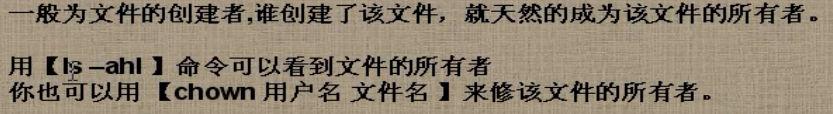 一般为文件的创建者,谁创建了该文件，就天然的成为该文件的所有者。
用【ls –ahl 】命令可以看到文件的所有者
你也可以用 【chown 用户名 文件名 】来修该文件的所有者。